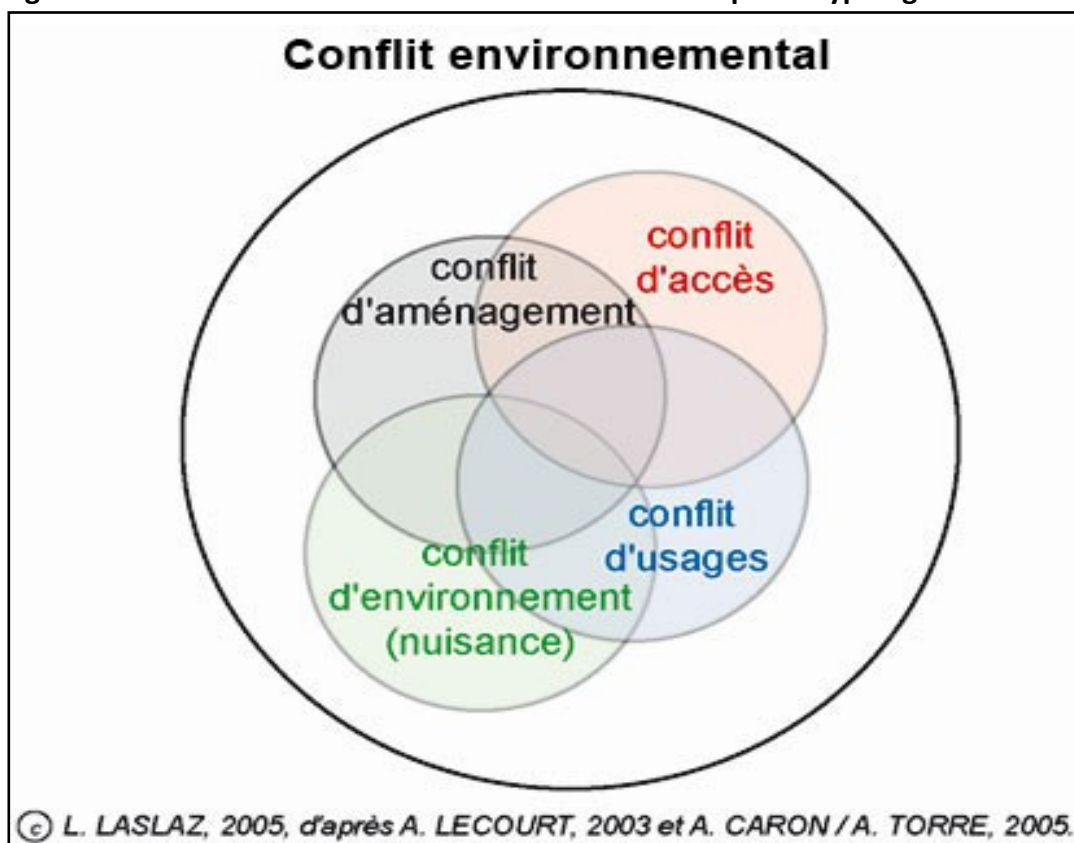 Conflit environnemental
conflit
d'accès
conflit
d'aménagement
conflit
d'usages
conflit
d'environnement
(nuisance)
© L. LASLAZ, 2005, d'après A. LECOURT, 2003 et A. CARON / A. TORRE, 2005.